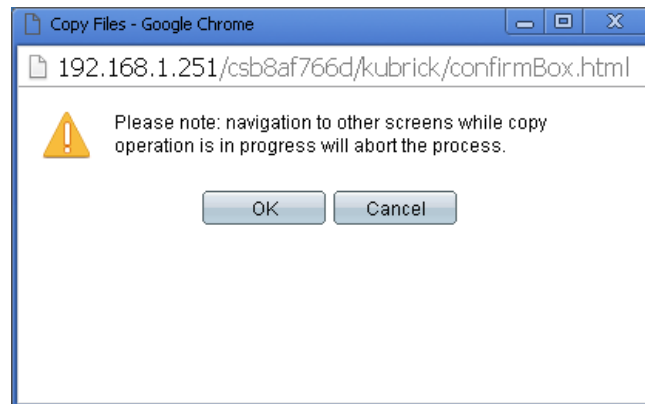 Copy Files - Google Chrome
192.168.1.251/csb8af766d/kubrick/confirmBox.html
Please note: navigation to other screens while copy
operation is in progress will abort the process.
OK Cancel